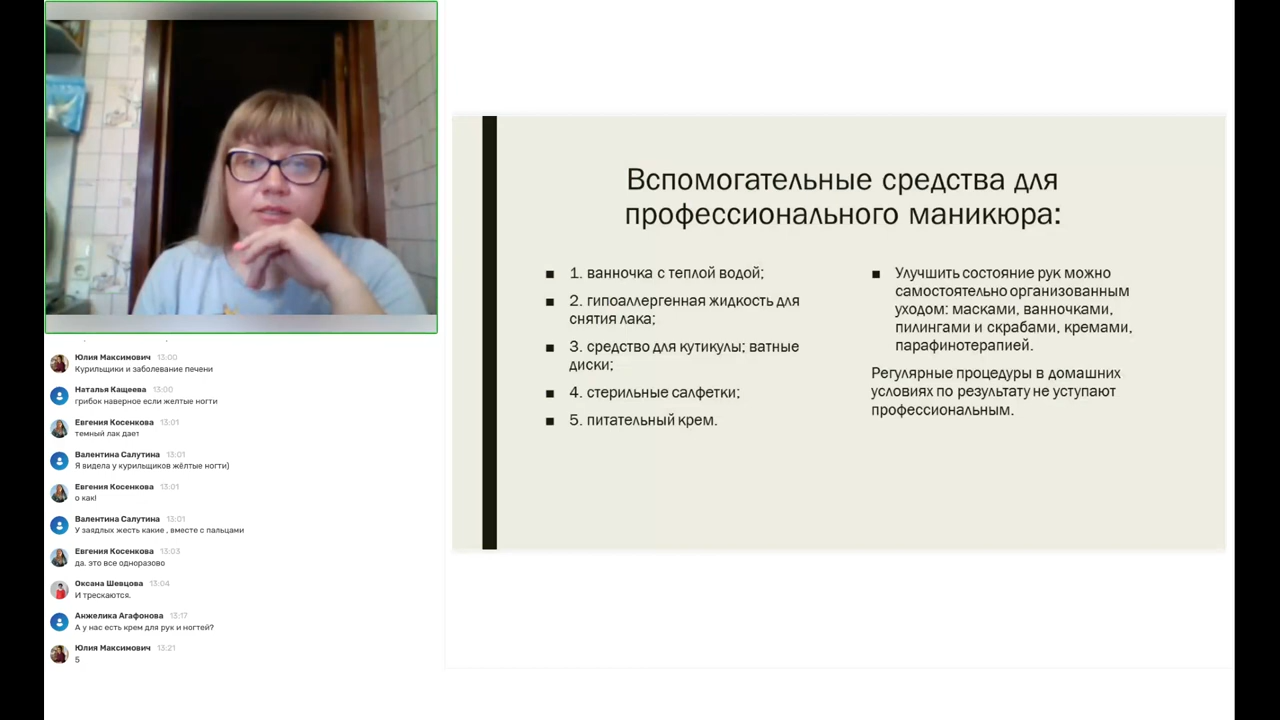 Юлия Максимович 13:00
Курильщики и заболевание печени
Наталья Кащеева 13:00
грибок наверное если желтые ногти
Евгения Косенкова 13:01
темный лак дает
Валентина Салутина 13:01
Я видела у курильщиков жёлтые ногти)
Евгения Косенкова 13:01
о как!
Валентина Салутина 13:01
У заядлых жесть какие , вместе с пальцами
Евгения Косенкова 13:03
да. это все одноразово
Оксана Шевцова 13:04
И трескаются.
Анжелика Агафонова 13:17
А у нас есть крем для рук и ногтей?
Юлия Максимович 13:21
5
Вспомогательные средства для
профессионального маникюра:
1. ванночка с теплой водой;
2. гипоаллергенная жидкость для
снятия лака;
3. средство для кутикулы; ватные
диски;
4. стерильные салфетки;
5. питательный крем.
Улучшить состояние рук можно
самостоятельно организованным
уходом: масками, ванночками,
пилингами и скрабами, кремами,
парафинотерапией.
Регулярные процедуры в домашних
условиях по результату не уступают
профессиональным.